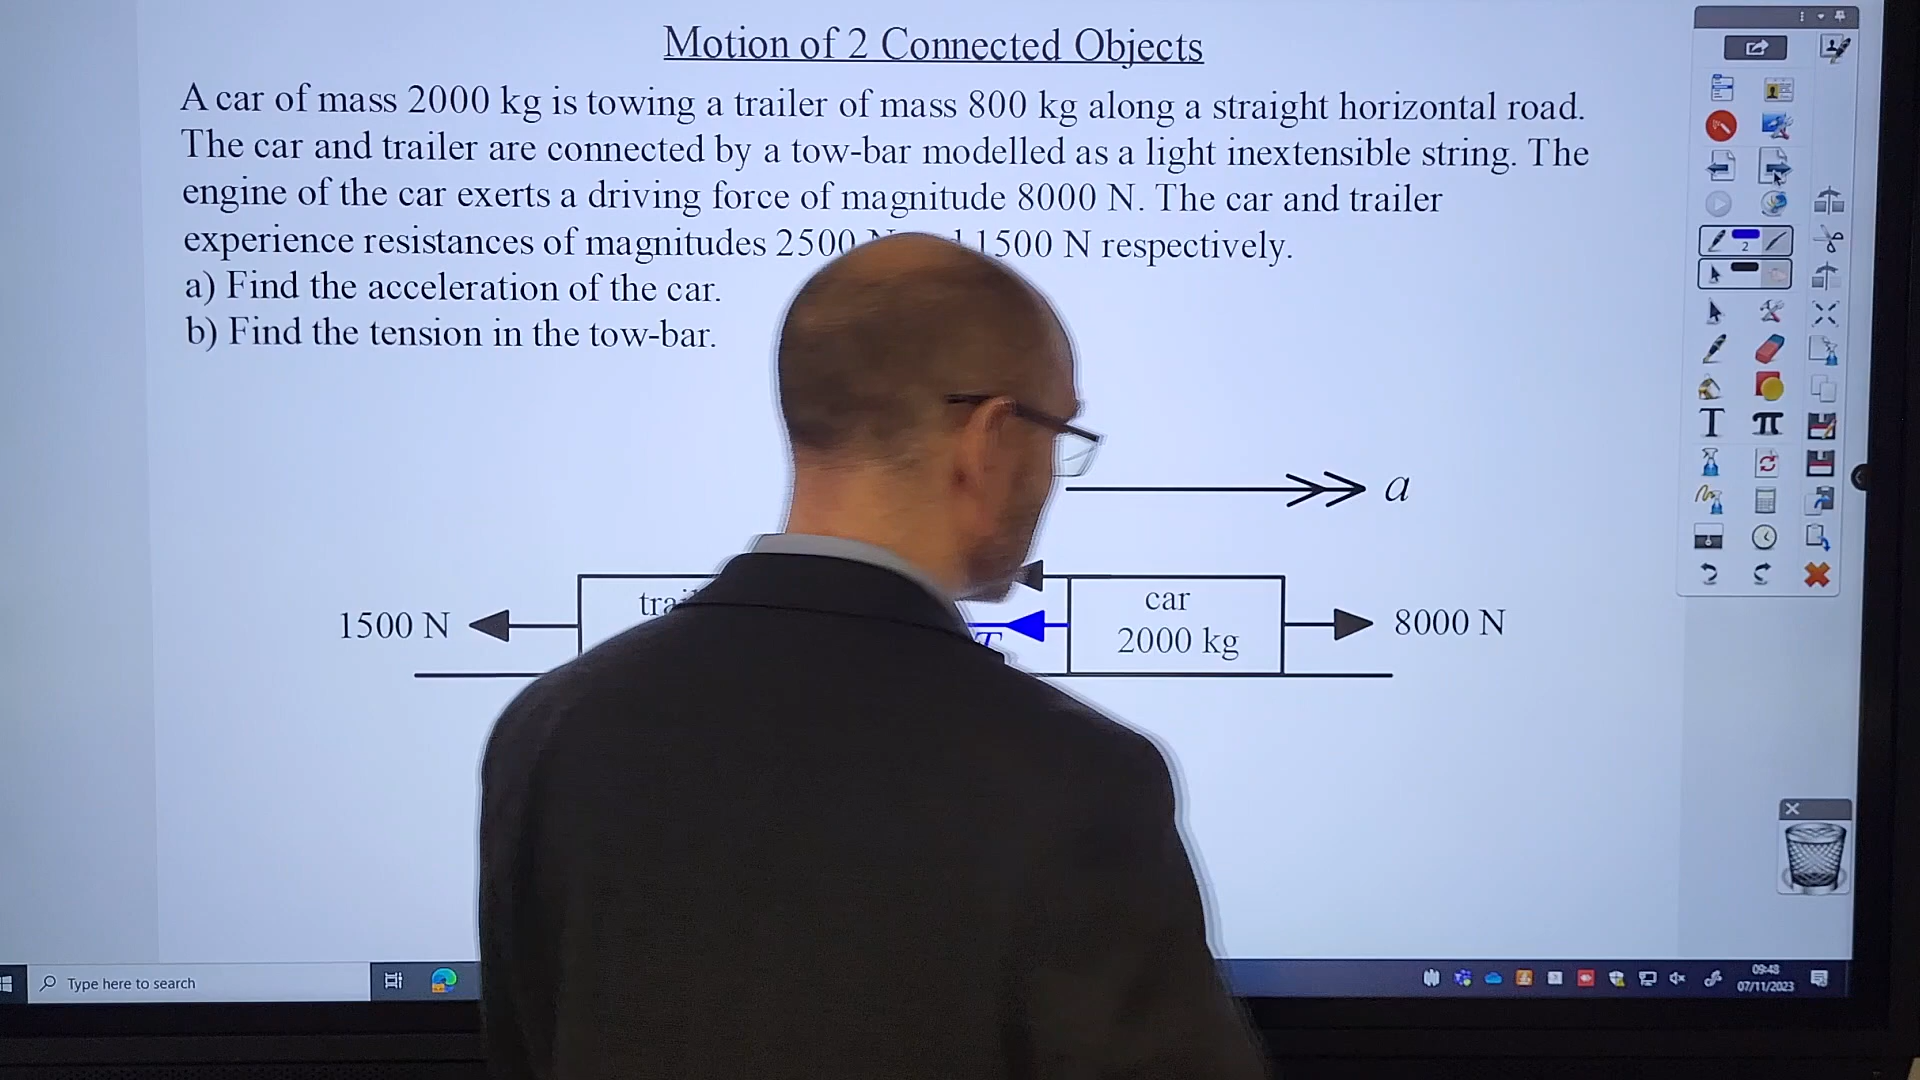 Motion of 2 Connected Objects
A car of mass 2000 kg is towing a trailer of mass 800 kg along a straight horizontal road.
The car and trailer are connected by a tow-bar modelled as a light inextensible string. The
engine of the car exerts a driving force of magnitude 8000 N. The car and trailer
experience resistances of magnitudes 2500 1500 N respectively.
a) Find the acceleration of the car.
b) Find the tension in the tow-bar.
a
car
1500 N
T
2000 kg
8000 N
2
T π
Type here to search
09:43
07/11/2023